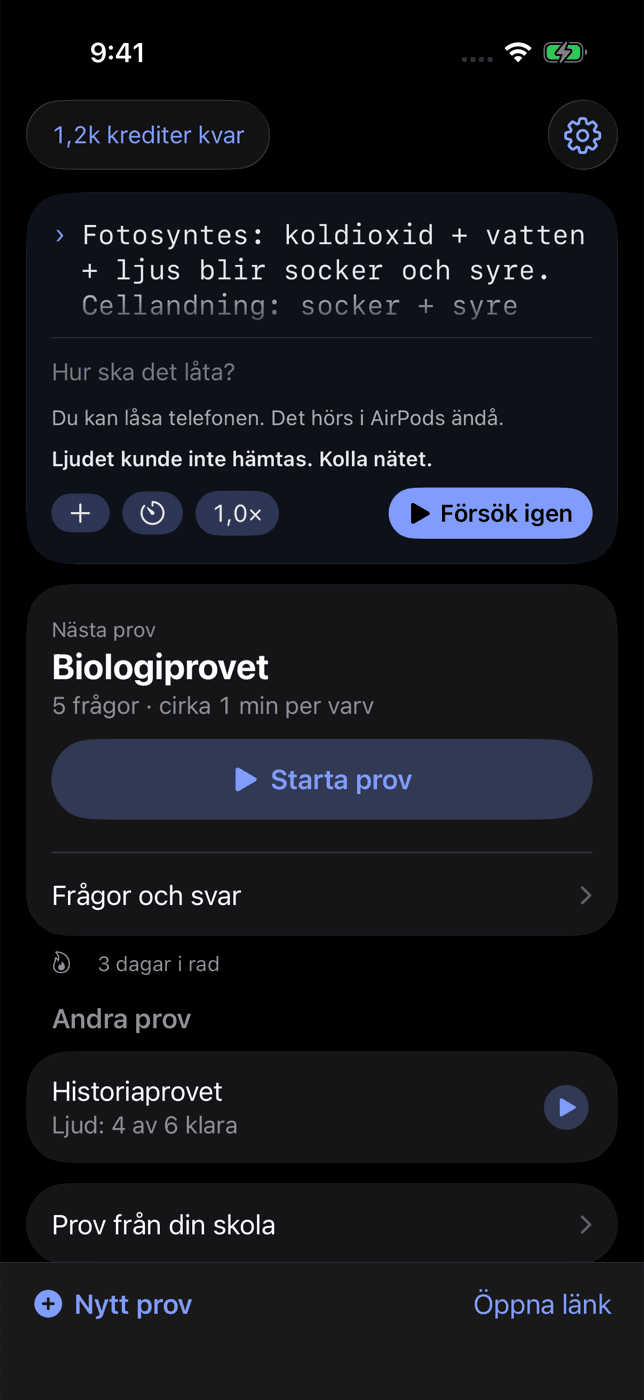 9:41
1,2k krediter kvar
› Fotosyntes: koldioxid + vatten
+ ljus blir socker och syre.
Cellandning: socker + syre
Hur ska det låta?
Du kan låsa telefonen. Det hörs i AirPods ändå.
Ljudet kunde inte hämtas. Kolla nätet.
1,0×
Försök igen
Nästa prov
Biologiprovet
5 frågor · cirka 1 min per varv
Starta prov
Frågor och svar
3 dagar i rad
Andra prov
Historiaprovet
Ljud: 4 av 6 klara
Prov från din skola
Nytt prov
Öppna länk